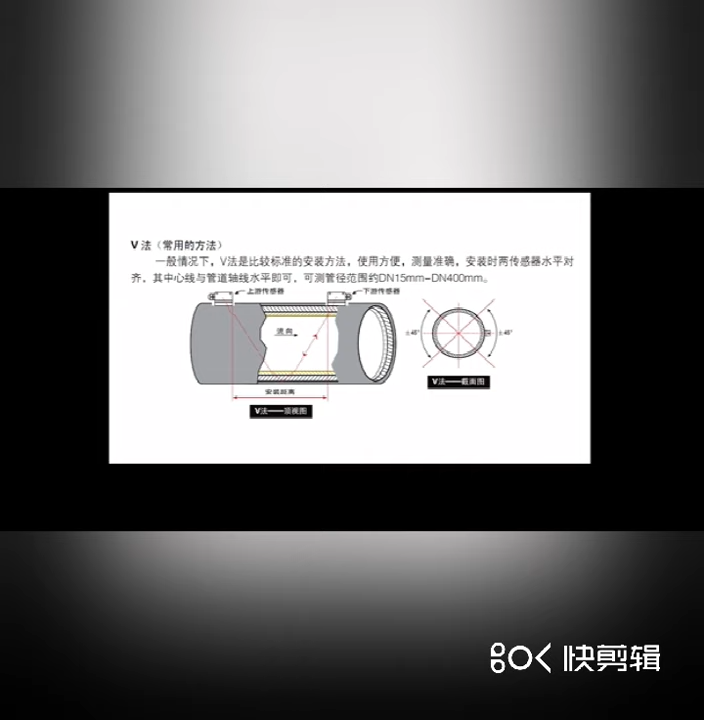 V 法（常用的方法）
一般情况下，V法是比较标准的安装方法，使用方便，测量准确，安装时两传感器水平对
齐，其中心线与管道轴线水平即可，可测管径范围约DN15mm-DN400mm。
上游传感器
下游传感器
流向
±45°
±45°
安装距离
V法——顶视图
V法——截面图
快剪辑